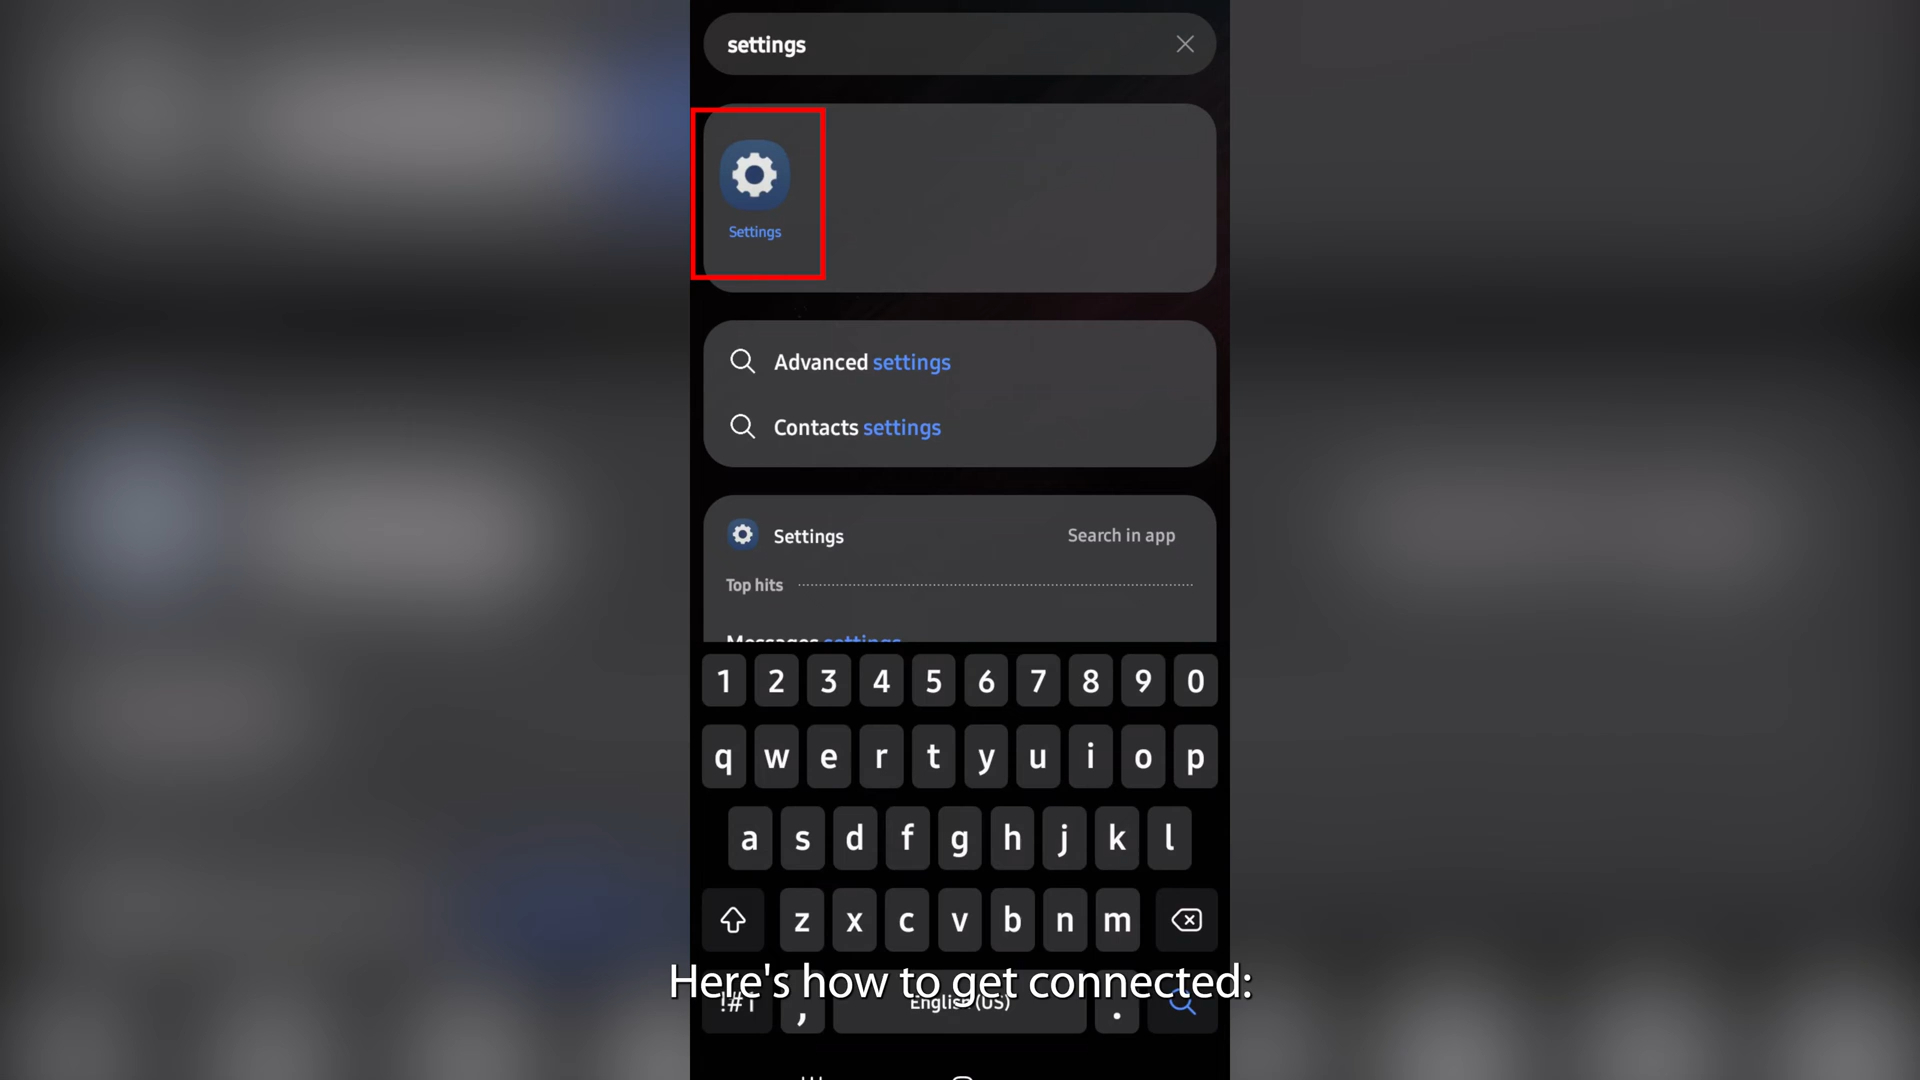 settings
Settings
Advanced settings
Contacts settings
Settings
Search in app
Top hits
Messages settings
1 2 3 4 5 6 7 8 9 0
q w e r t y u i o p
a s d f g h j k l
z x c v b n m
Here's how to get connected:
!#1 , English (US) .